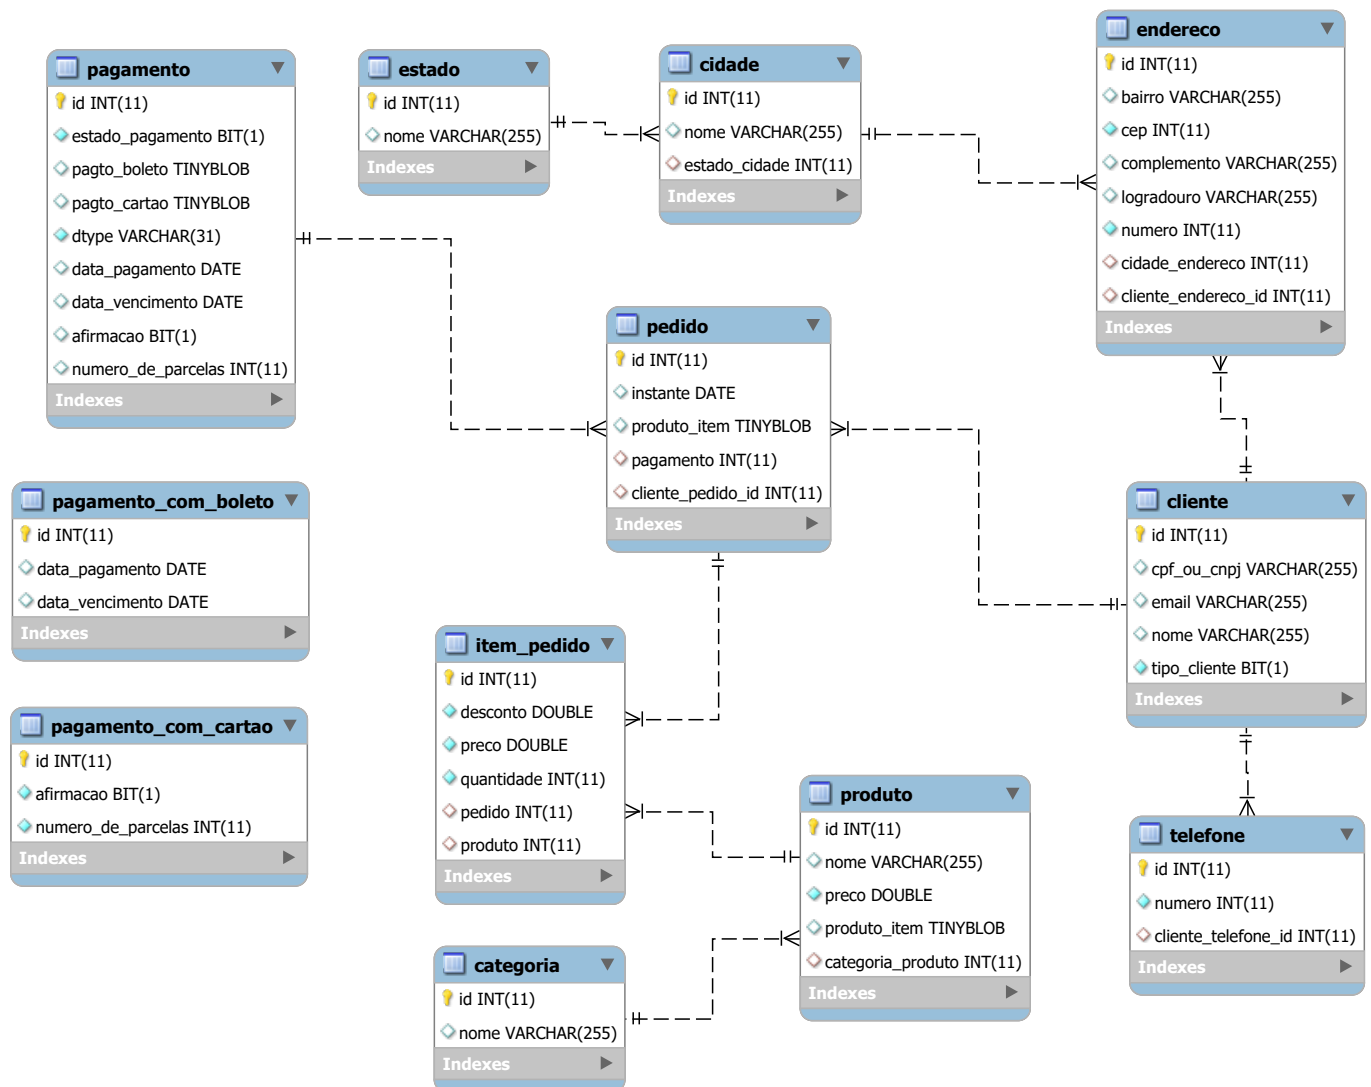 pagamento
id INT(11)
estado_pagamento BIT(1)
pagto_boleto TINYBLOB
pagto_cartao TINYBLOB
dtype VARCHAR(31)
data_pagamento DATE
data_vencimento DATE
afirmacao BIT(1)
numero_de_parcelas INT(11)
Indexes
estado
id INT(11)
nome VARCHAR(255)
Indexes
cidade
id INT(11)
nome VARCHAR(255)
estado_cidade INT(11)
Indexes
endereco
id INT(11)
bairro VARCHAR(255)
cep INT(11)
complemento VARCHAR(255)
logradouro VARCHAR(255)
numero INT(11)
cidade_endereco INT(11)
cliente_endereco_id INT(11)
Indexes
pedido
id INT(11)
instante DATE
produto_item TINYBLOB
pagamento INT(11)
cliente_pedido_id INT(11)
Indexes
pagamento_com_boleto
id INT(11)
data_pagamento DATE
data_vencimento DATE
Indexes
cliente
id INT(11)
cpf_ou_cnpj VARCHAR(255)
email VARCHAR(255)
nome VARCHAR(255)
tipo_cliente BIT(1)
Indexes
item_pedido
id INT(11)
desconto DOUBLE
preco DOUBLE
quantidade INT(11)
pedido INT(11)
produto INT(11)
Indexes
pagamento_com_cartao
id INT(11)
afirmacao BIT(1)
numero_de_parcelas INT(11)
Indexes
produto
id INT(11)
nome VARCHAR(255)
preco DOUBLE
produto_item TINYBLOB
categoria_produto INT(11)
Indexes
telefone
id INT(11)
numero INT(11)
cliente_telefone_id INT(11)
Indexes
categoria
id INT(11)
nome VARCHAR(255)
Indexes